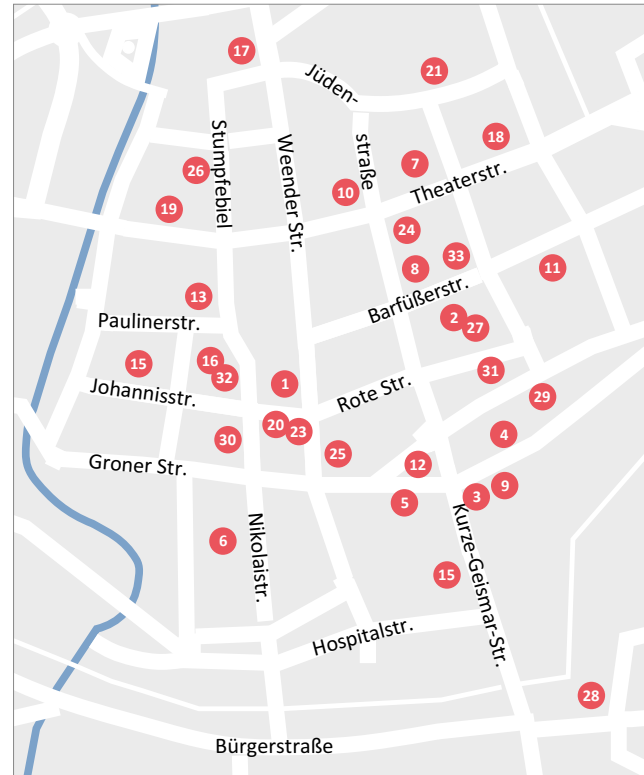 17
21
Jüden-
18
Stumpfebiel
Weender Str.
straße
7
26
10
Theaterstr.
19
24
33
8
11
13
Barfüßerstr.
2
27
Paulinerstr.
16
15
32
1
31
Johannisstr.
Rote Str.
29
20
23
4
30
25
12
Groner Str.
9
3
5
Nikolaistr.
Kurze-Geismar-Str.
6
15
Hospitalstr.
28
Bürgerstraße